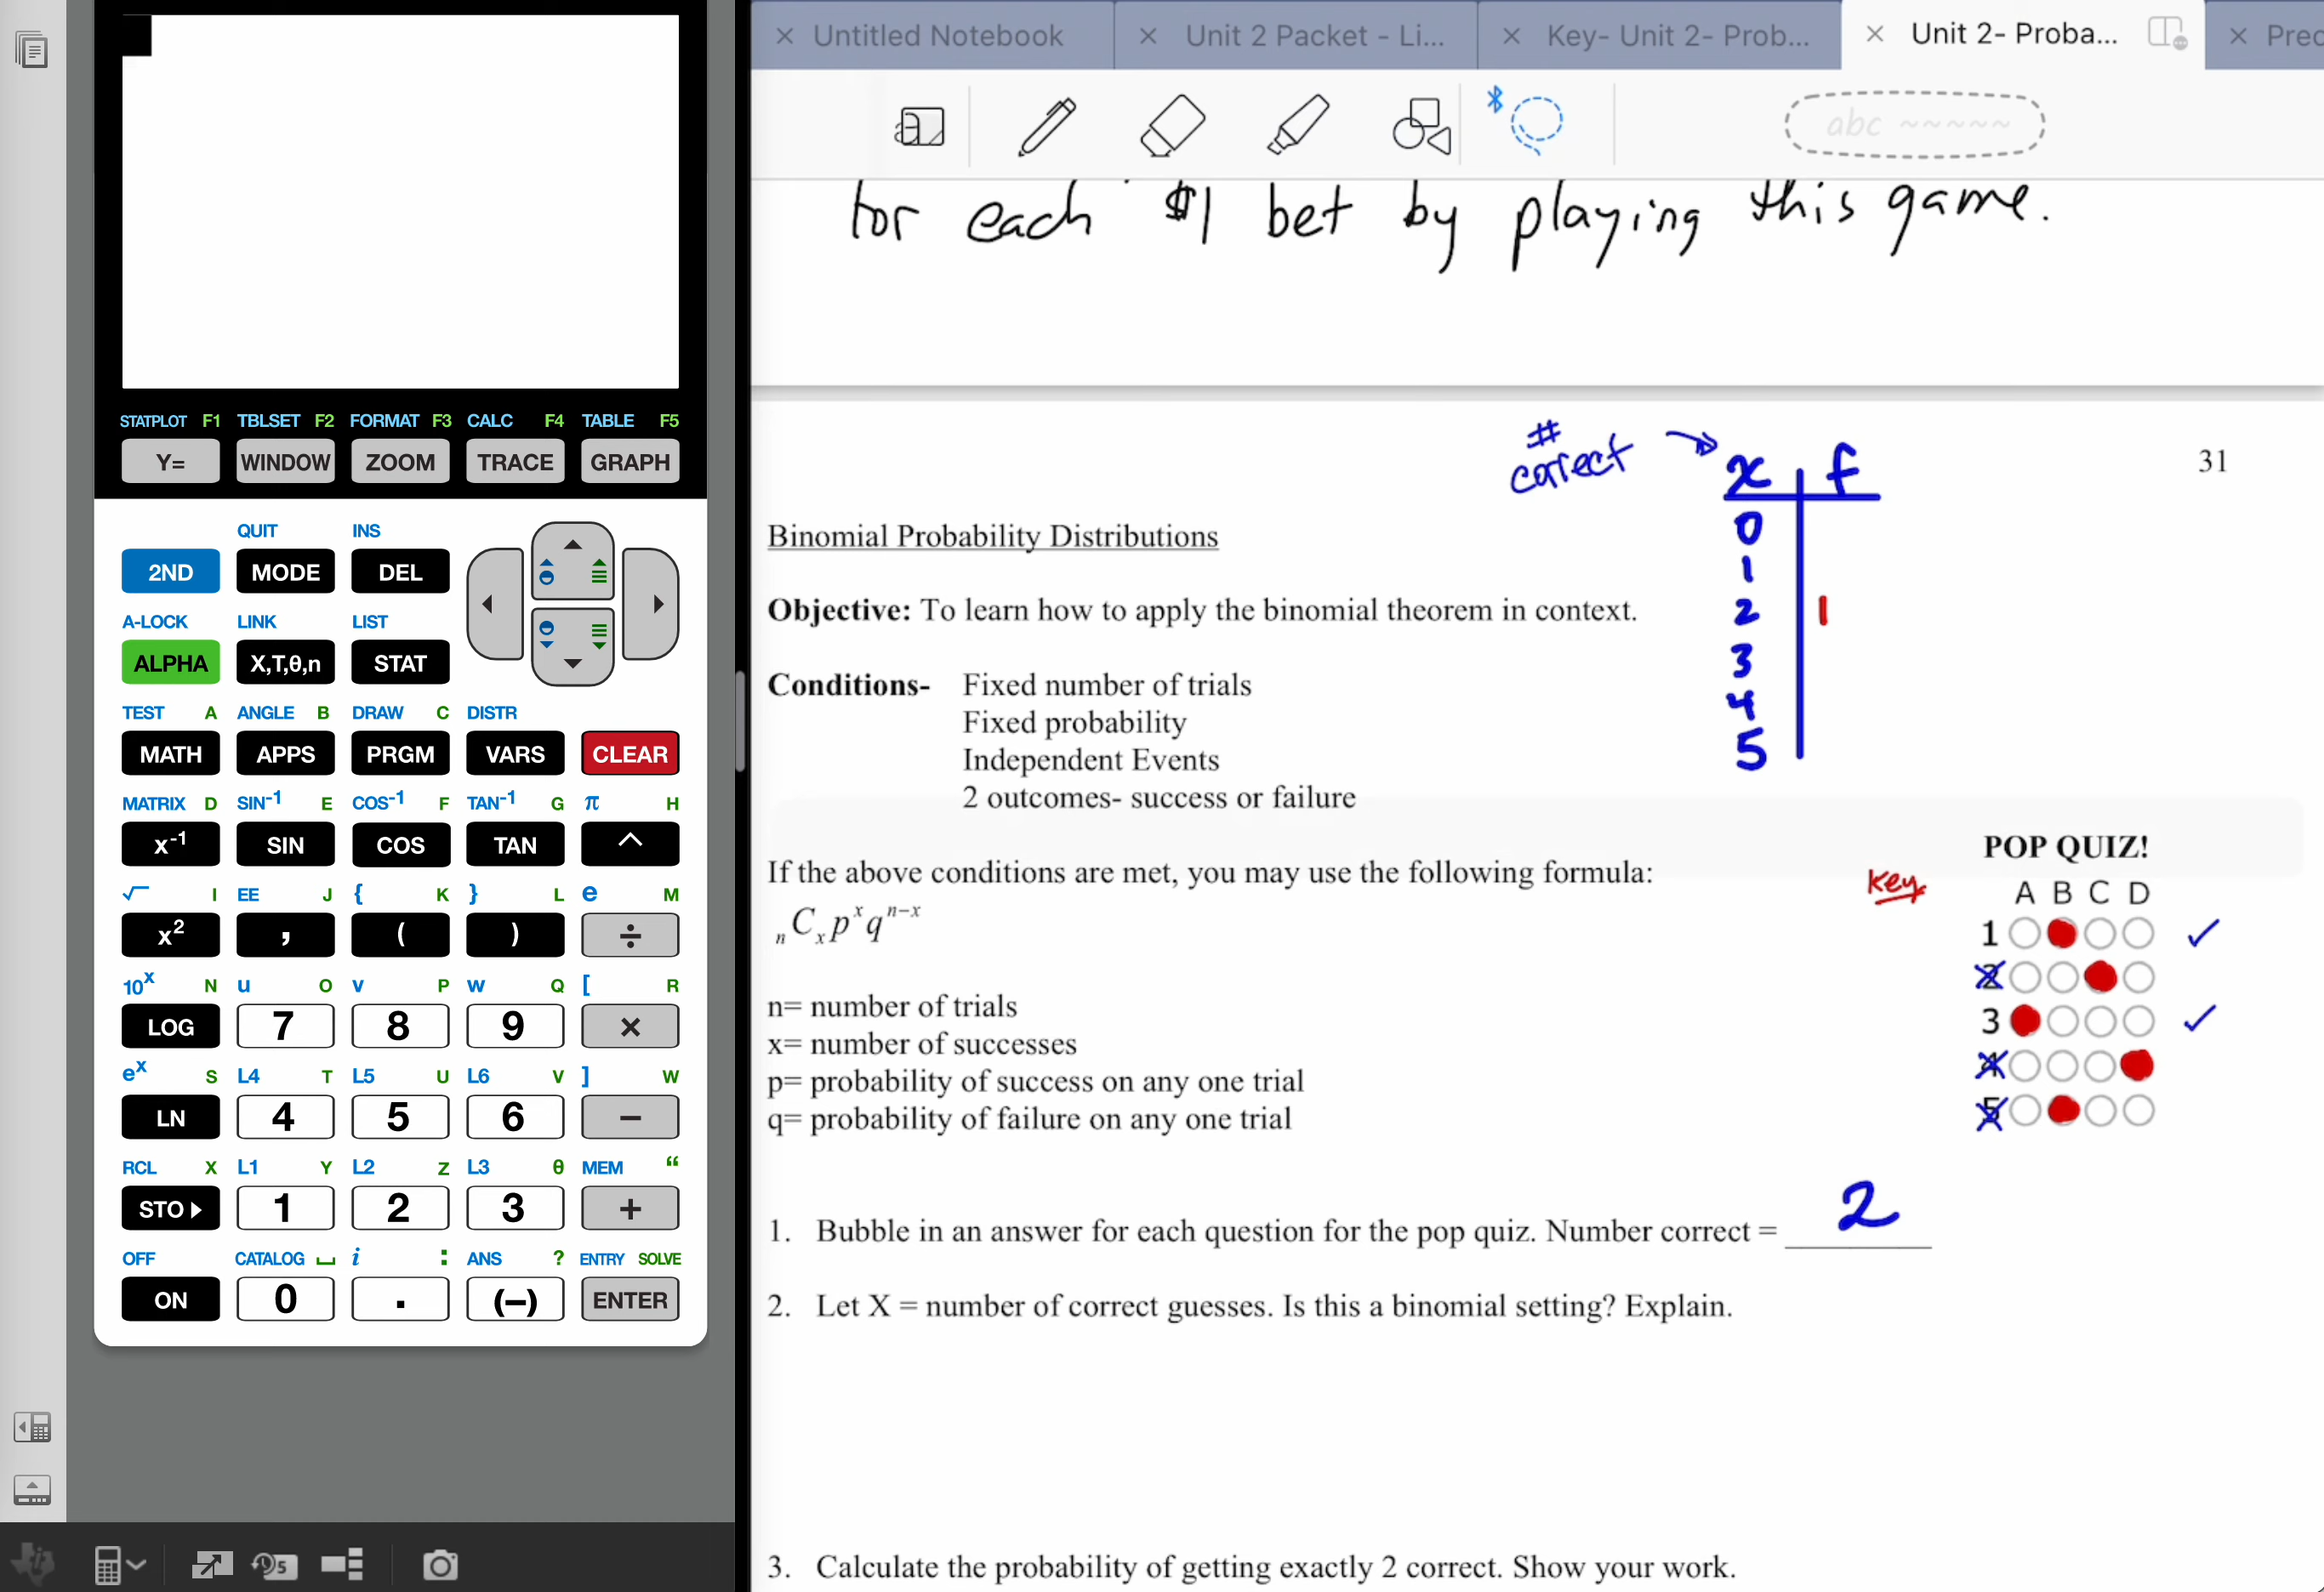 Untitled Notebook
Unit 2 Packet - Li...
Key- Unit 2- Prob...
Unit 2- Proba...
Prec
abc
for each $1 bet by playing this game.
STATPLOT F1 TBLSET F2 FORMAT F3 CALC F4 TABLE F5
Y= WINDOW ZOOM TRACE GRAPH
QUIT INS
2ND MODE DEL
A-LOCK LINK LIST
ALPHA X,T,θ,n STAT
TEST A ANGLE B DRAW C DISTR
MATH APPS PRGM VARS CLEAR
MATRIX D SIN⁻¹ E COS⁻¹ F TAN⁻¹ G π H
x⁻¹ SIN COS TAN ^
√ I EE J { K } L e M
x² , ( ) ÷
10ˣ N u O v P w Q [ R
LOG 7 8 9 ×
eˣ S L4 T L5 U L6 V ] W
LN 4 5 6 −
RCL X L1 Y L2 Z L3 θ MEM “
STO 1 2 3 +
OFF CATALOG ⎵ i : ANS ? ENTRY SOLVE
ON 0 . (−) ENTER
5
31
# correct
x f
0
1
2 |
3
4
5
Binomial Probability Distributions
Objective: To learn how to apply the binomial theorem in context.
Conditions- Fixed number of trials
Fixed probability
Independent Events
2 outcomes- success or failure
If the above conditions are met, you may use the following formula:
ₙCₓpˣqⁿ⁻ˣ
n= number of trials
x= number of successes
p= probability of success on any one trial
q= probability of failure on any one trial
Key
POP QUIZ!
A B C D
1 ✓
2
3 ✓
4
5
1. Bubble in an answer for each question for the pop quiz. Number correct = 2
2. Let X = number of correct guesses. Is this a binomial setting? Explain.
3. Calculate the probability of getting exactly 2 correct. Show your work.